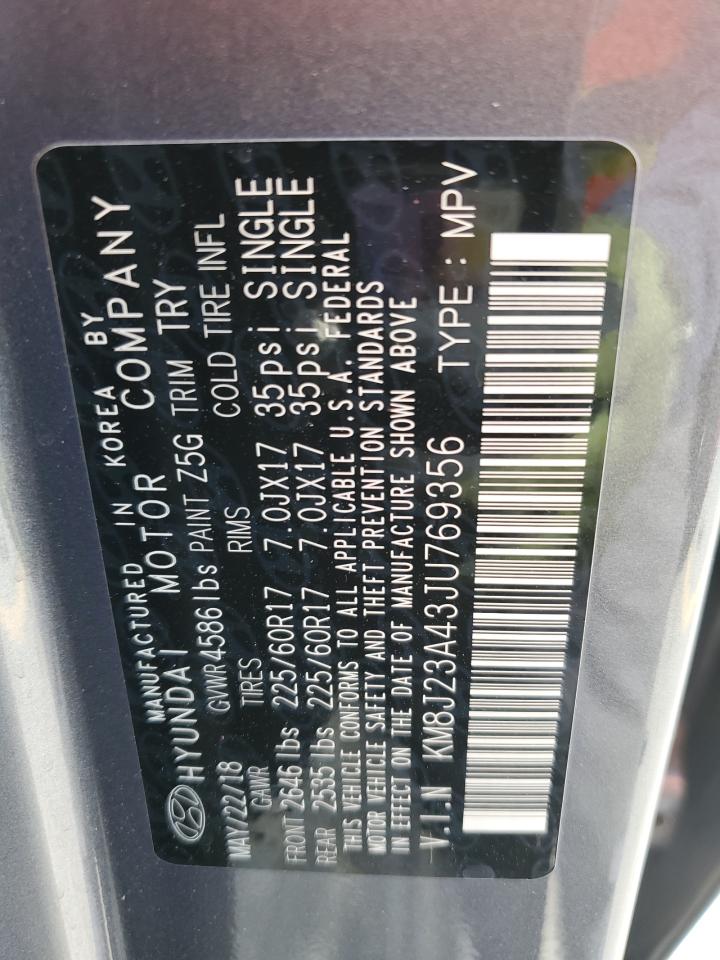 MANUFACTURED IN KOREA BY
HYUNDAI MOTOR COMPANY
MAY/22/18 GVWR 4586 lbs PAINT Z5G TRIM TRY
GAWR TIRES RIMS COLD TIRE INFL
FRONT 2646 lbs 225/60R17 7.0JX17 35psi SINGLE
REAR 2535 lbs 225/60R17 7.0JX17 35psi SINGLE
THIS VEHICLE CONFORMS TO ALL APPLICABLE U.S.A. FEDERAL
MOTOR VEHICLE SAFETY AND THEFT PREVENTION STANDARDS
IN EFFECT ON THE DATE OF MANUFACTURE SHOWN ABOVE
V.I.N KM8J23A43JU769356 TYPE : MPV